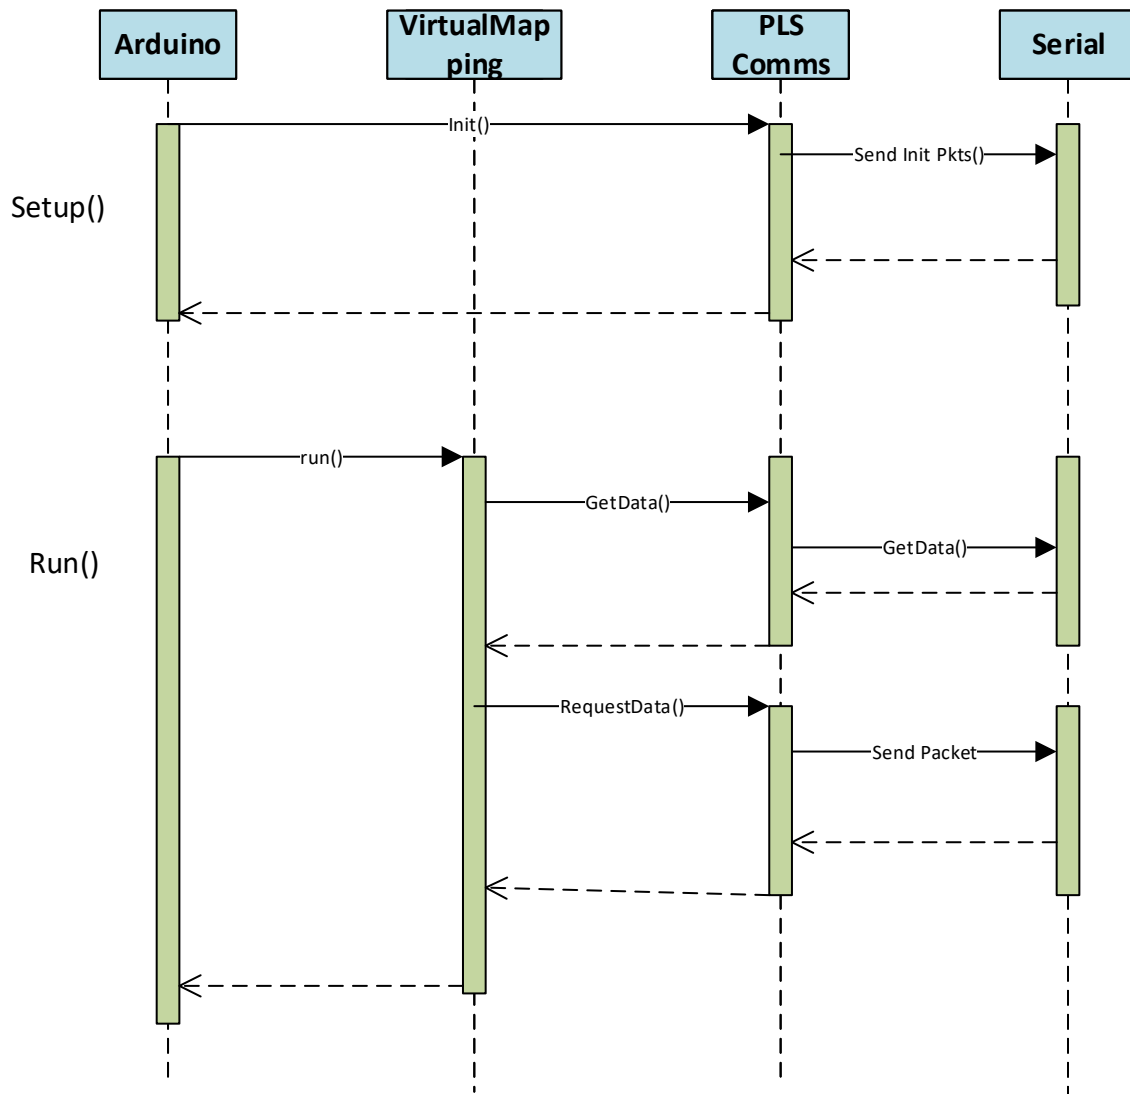 Arduino
VirtualMap
ping
PLS
Comms
Serial
Init()
Send Init Pkts()
Setup()
run()
GetData()
GetData()
Run()
RequestData()
Send Packet